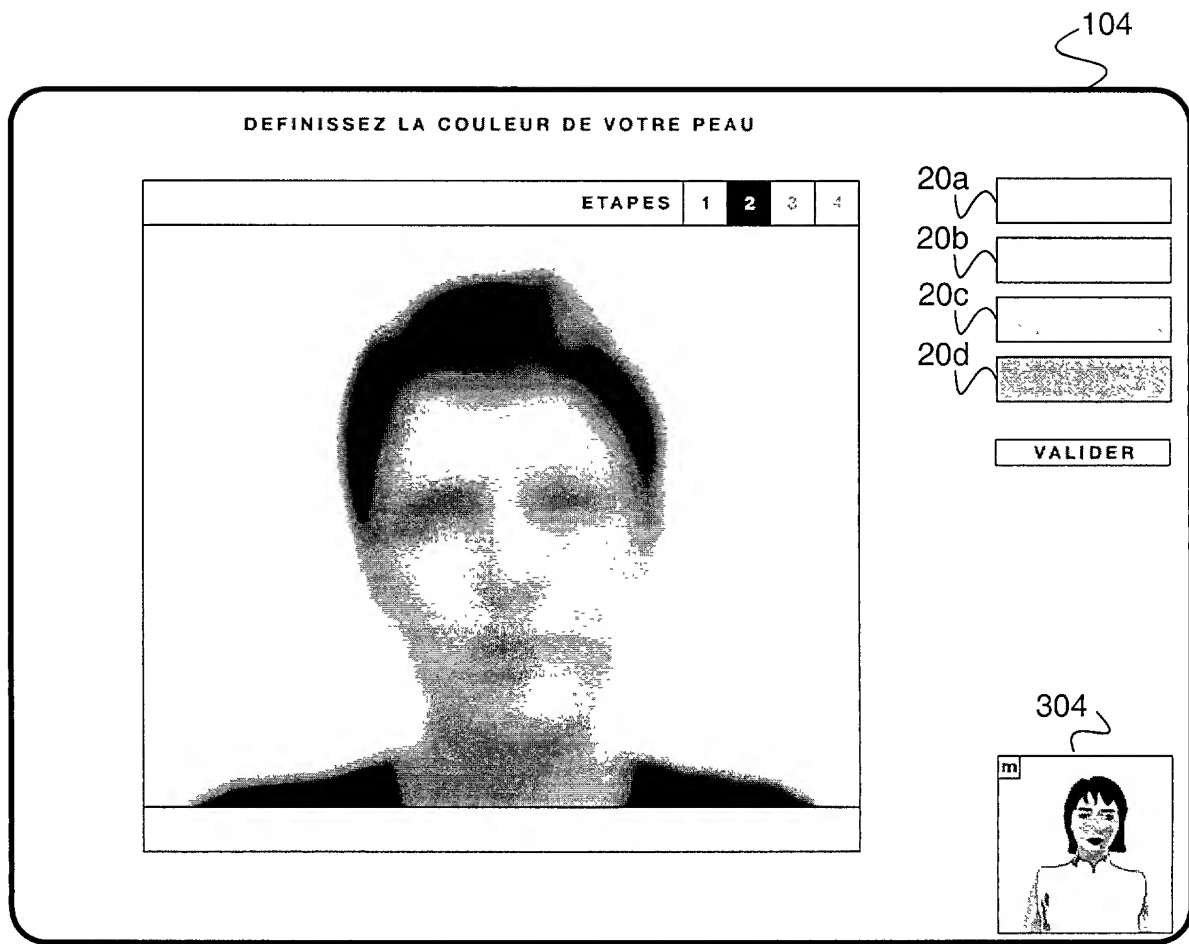 104
DEFINISSEZ LA COULEUR DE VOTRE PEAU
ETAPES 1 2 3 4
20a
20b
20c
20d
VALIDER
304
m